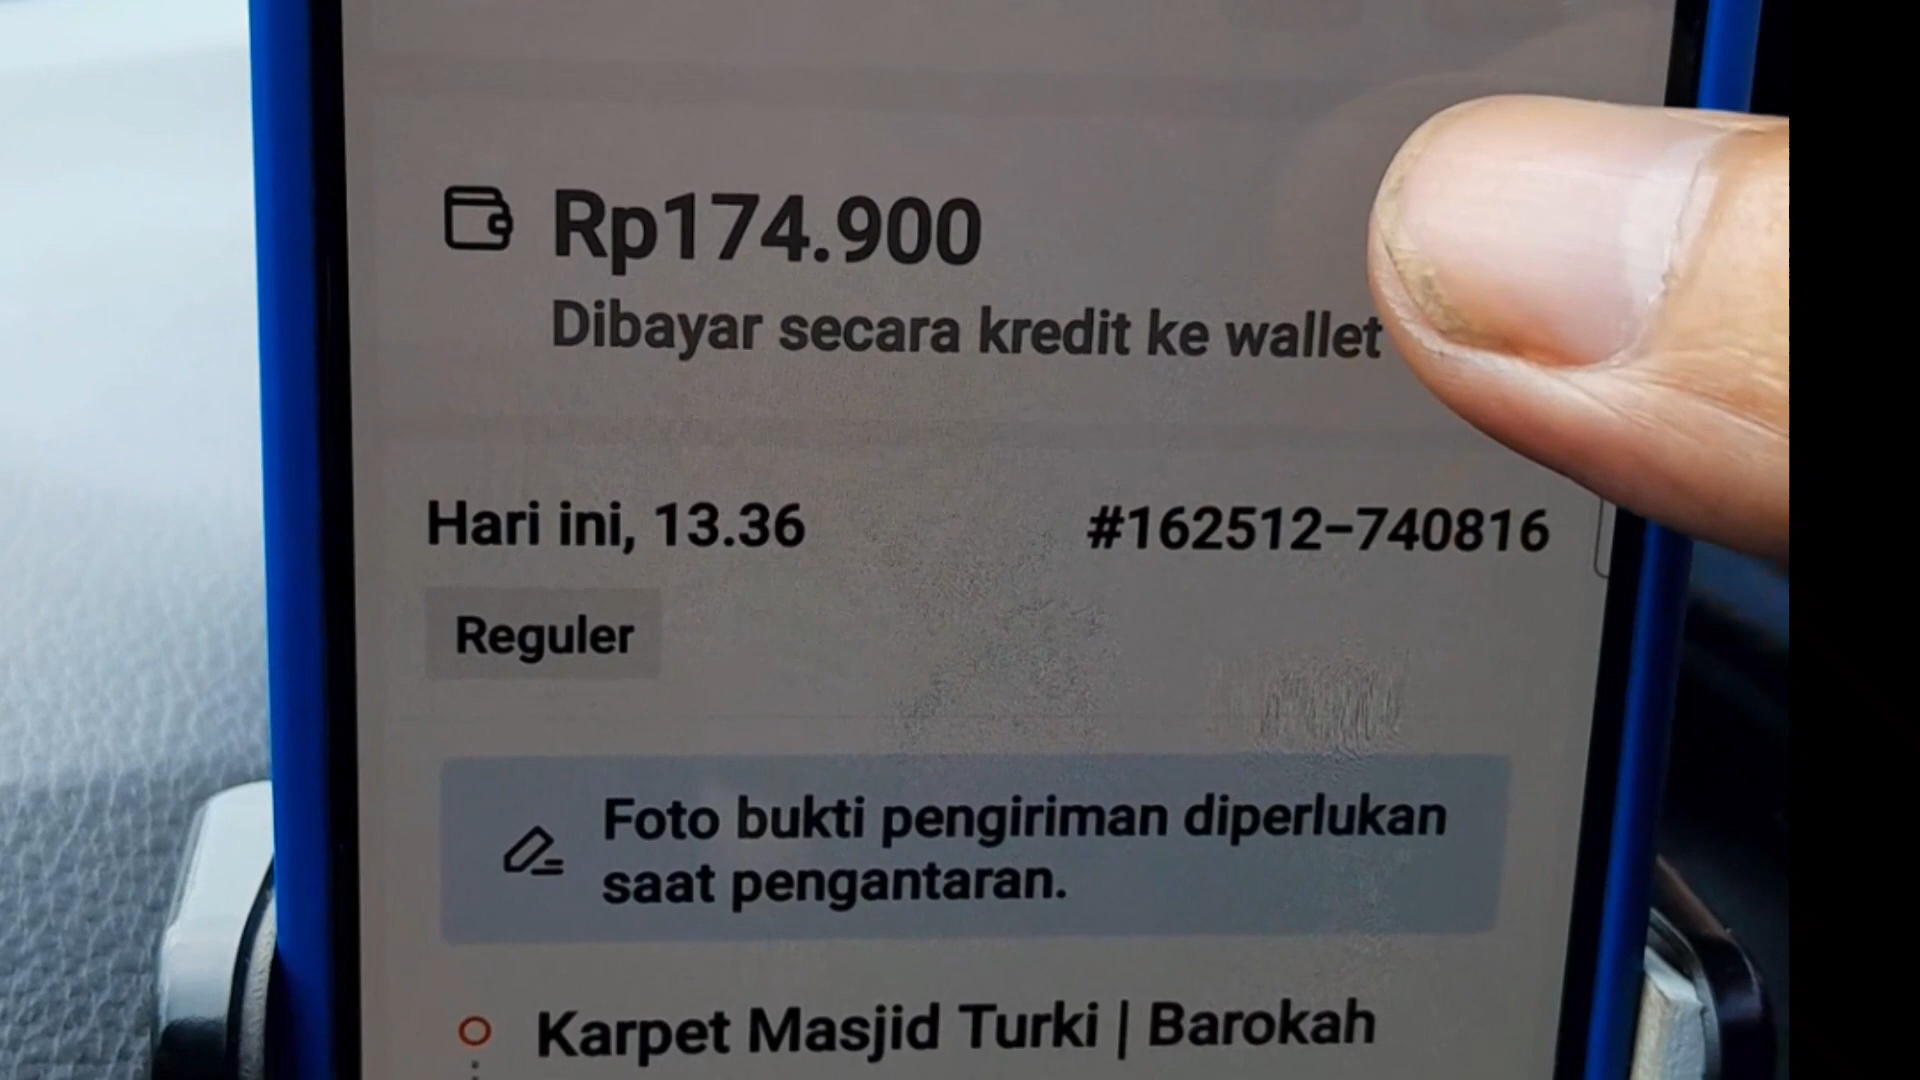 Rp174.900
Dibayar secara kredit ke wallet
Hari ini, 13.36 #162512-740816
Reguler
Foto bukti pengiriman diperlukan
saat pengantaran.
Karpet Masjid Turki | Barokah